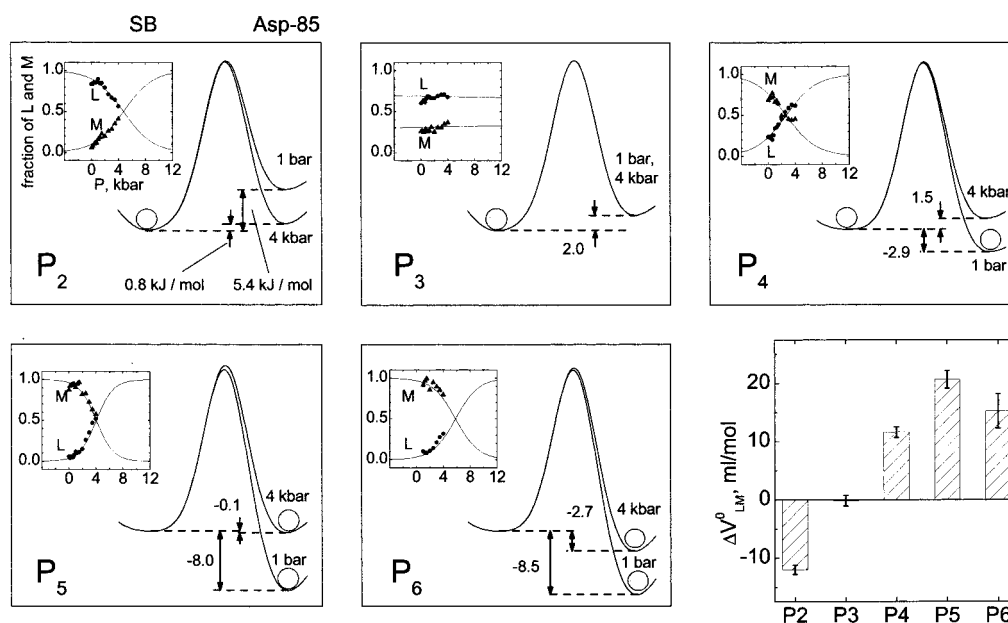 SB Asp-85
fraction of L and M
1.0
0.5
0.0
L
M
0 4 8 12
P, kbar
1 bar
4 kbar
0.8 kJ / mol
5.4 kJ / mol
P2
1.0
0.5
0.0
L
M
0 4 8 12
1 bar,
4 kbar
2.0
P3
1.0
0.5
0.0
M
L
0 4 8 12
1.5
4 kbar
-2.9
1 bar
P4
1.0
0.5
0.0
M
L
0 4 8 12
-0.1
4 kbar
-8.0
1 bar
P5
1.0
0.5
0.0
M
L
0 4 8 12
-2.7
4 kbar
-8.5
1 bar
P6
ΔV⁰LM, ml/mol
20
10
0
-10
P2 P3 P4 P5 P6